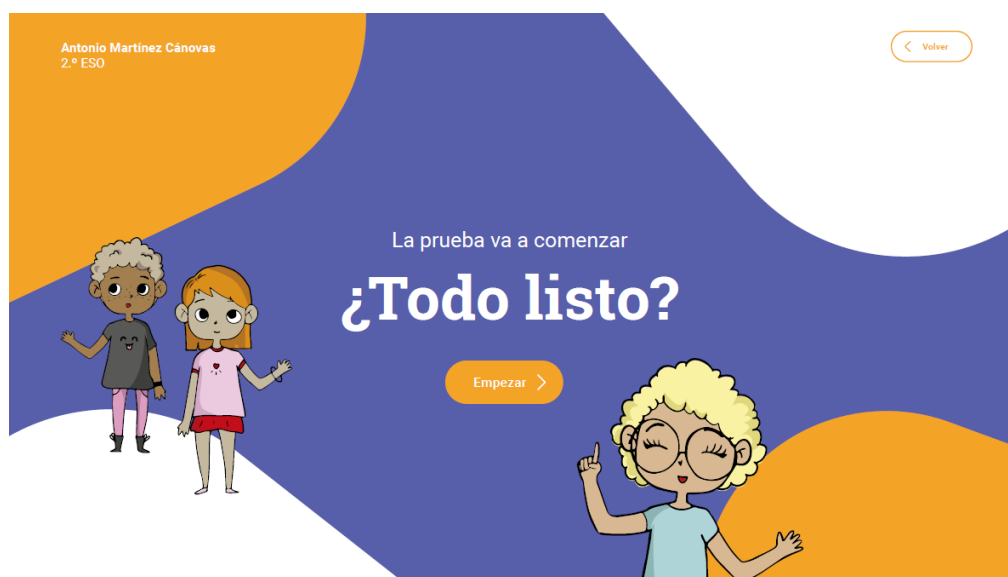 Antonio Martínez Cánovas
2.º ESO
Volver
La prueba va a comenzar
¿Todo listo?
Empezar